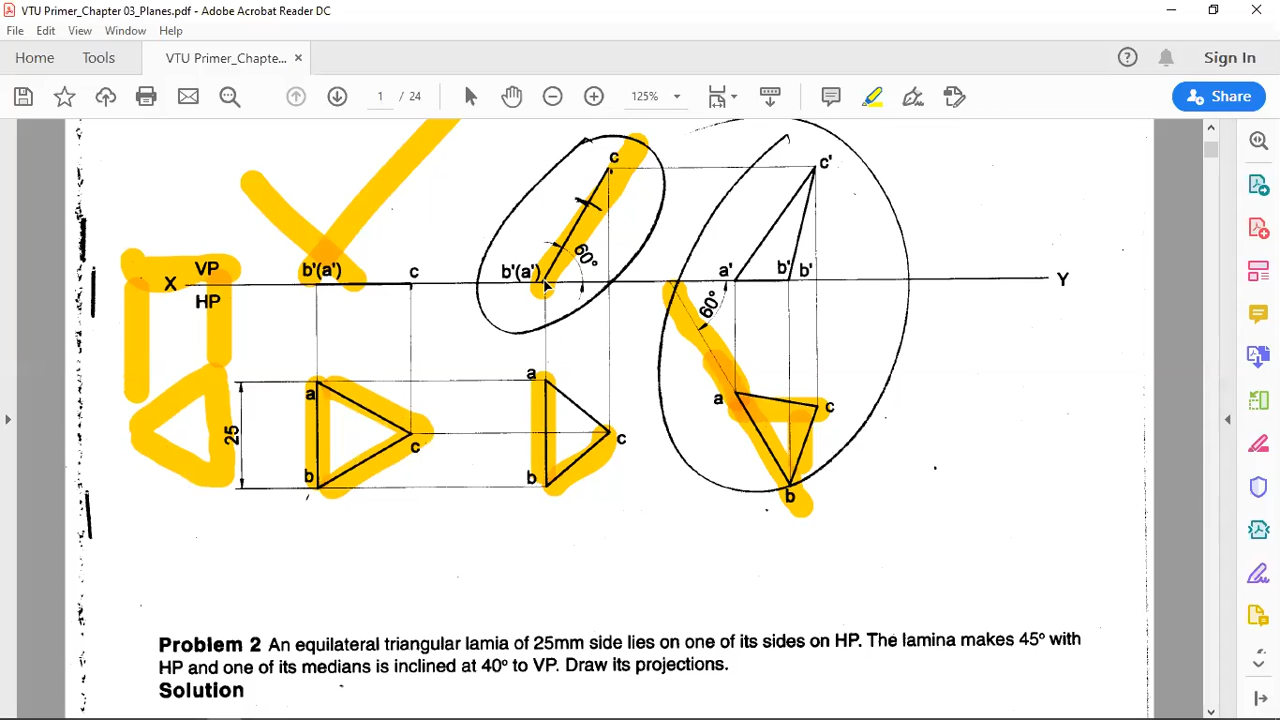 VTU Primer_Chapter 03_Planes.pdf - Adobe Acrobat Reader DC
File Edit View Window Help
Home Tools VTU Primer_Chapte... × Sign In
1 / 24 125% Share
c c'
60°
X VP b'(a') c b'(a') a' b' b' Y
HP
60°
a a a c
25 c c
b b b
Problem 2 An equilateral triangular lamia of 25mm side lies on one of its sides on HP. The lamina makes 45° with
HP and one of its medians is inclined at 40° to VP. Draw its projections.
Solution